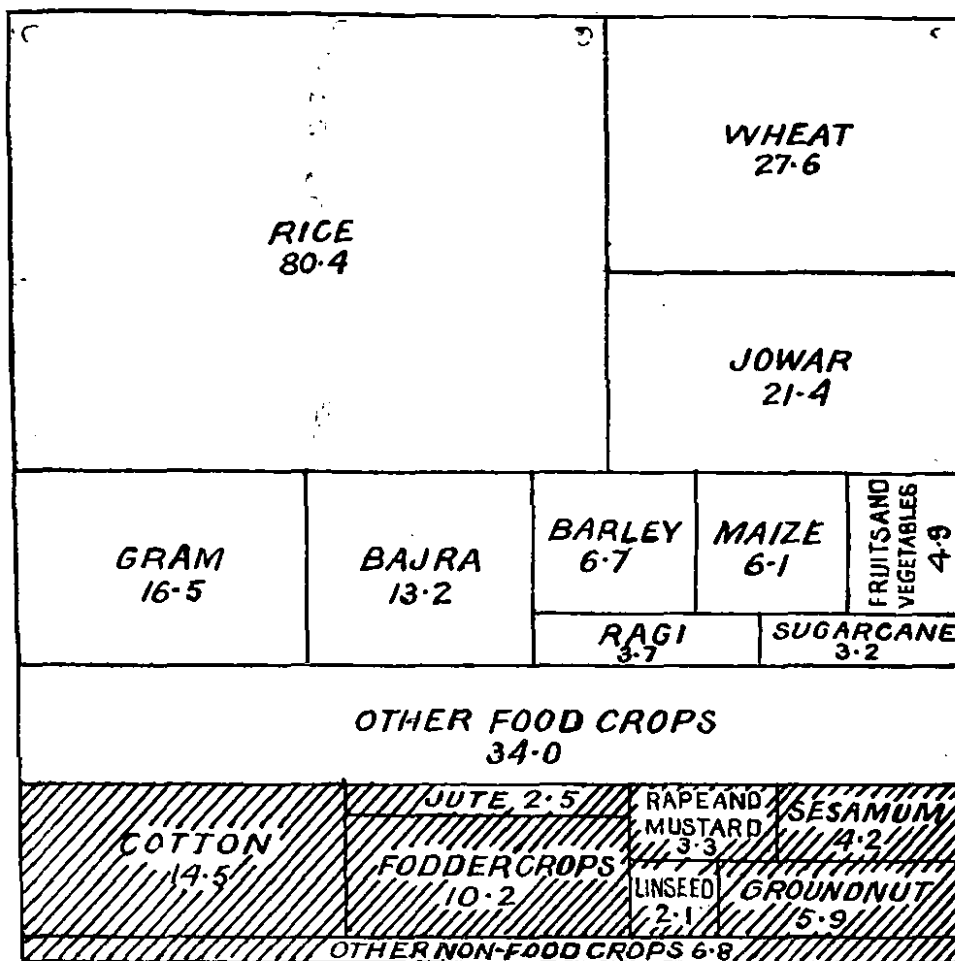 RICE
80·4
WHEAT
27·6
JOWAR
21·4
GRAM
16·5
BAJRA
13·2
BARLEY
6·7
MAIZE
6·1
FRUITS AND
VEGETABLES
4·9
RAGI
3·7
SUGARCANE
3·2
OTHER FOOD CROPS
34·0
COTTON
14·5
JUTE 2·5
FODDER CROPS
10·2
RAPE AND
MUSTARD
3·3
SESAMUM
4·2
LINSEED
2·1
GROUNDNUT
5·9
OTHER NON-FOOD CROPS 6·8